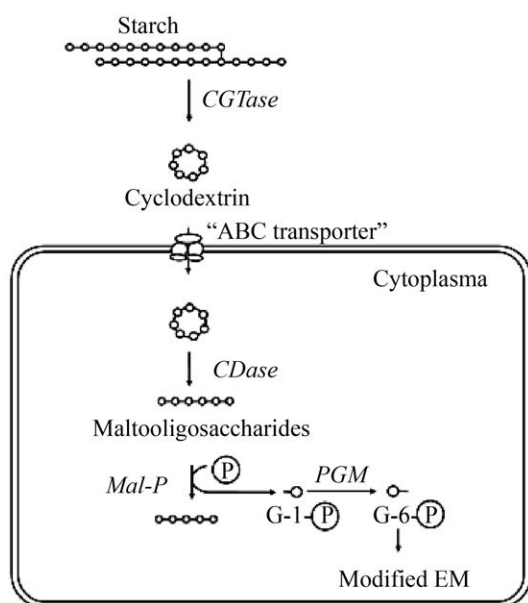 Starch
CGTase
Cyclodextrin
“ABC transporter”
Cytoplasma
CDase
Maltooligosaccharides
Mal-P
P
PGM
G-1-P
G-6-P
Modified EM